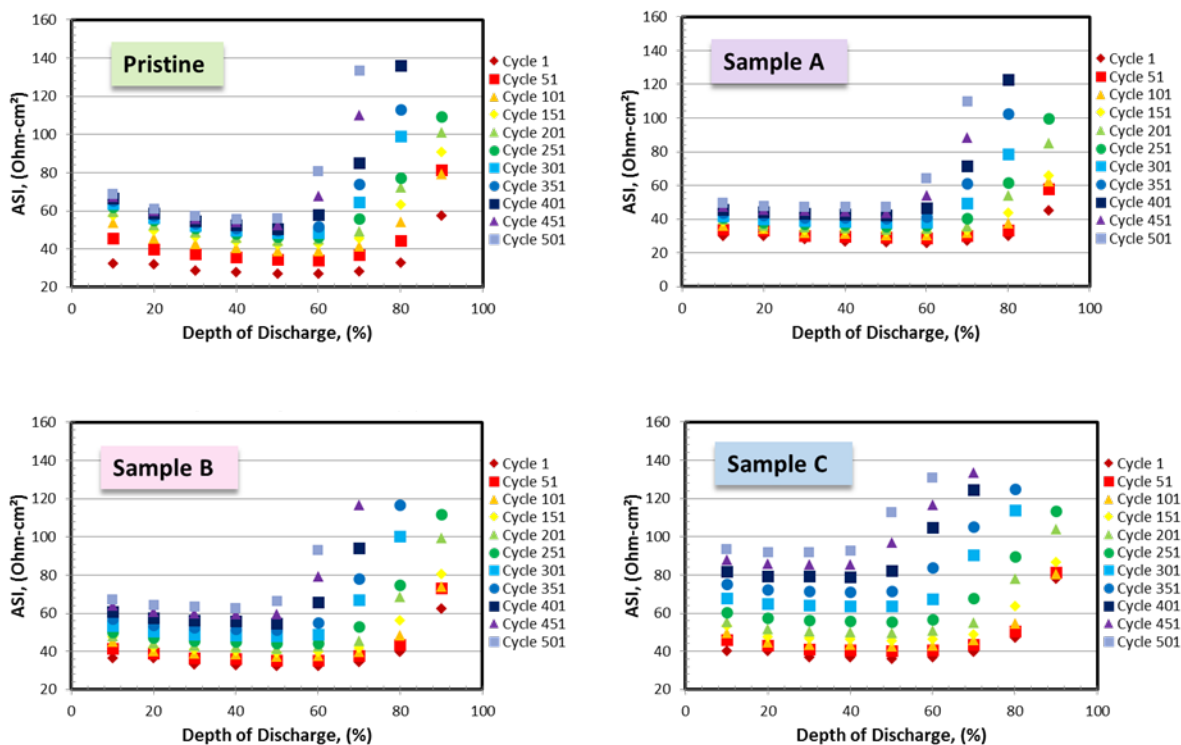 Pristine
ASI, (Ohm-cm²)
160
140
120
100
80
60
40
20
0
20
40
60
80
100
Depth of Discharge, (%)
Cycle 1
Cycle 51
Cycle 101
Cycle 151
Cycle 201
Cycle 251
Cycle 301
Cycle 351
Cycle 401
Cycle 451
Cycle 501
Sample A
ASI, (Ohm-cm²)
160
140
120
100
80
60
40
20
0
0
20
40
60
80
100
Depth of Discharge, (%)
Cycle 1
Cycle 51
Cycle 101
Cycle 151
Cycle 201
Cycle 251
Cycle 301
Cycle 351
Cycle 401
Cycle 451
Cycle 501
Sample B
ASI, (Ohm-cm²)
160
140
120
100
80
60
40
20
0
20
40
60
80
100
Depth of Discharge, (%)
Cycle 1
Cycle 51
Cycle 101
Cycle 151
Cycle 201
Cycle 251
Cycle 301
Cycle 351
Cycle 401
Cycle 451
Cycle 501
Sample C
ASI, (Ohm-cm²)
160
140
120
100
80
60
40
20
0
20
40
60
80
100
Depth of Discharge, (%)
Cycle 1
Cycle 51
Cycle 101
Cycle 151
Cycle 201
Cycle 251
Cycle 301
Cycle 351
Cycle 401
Cycle 451
Cycle 501